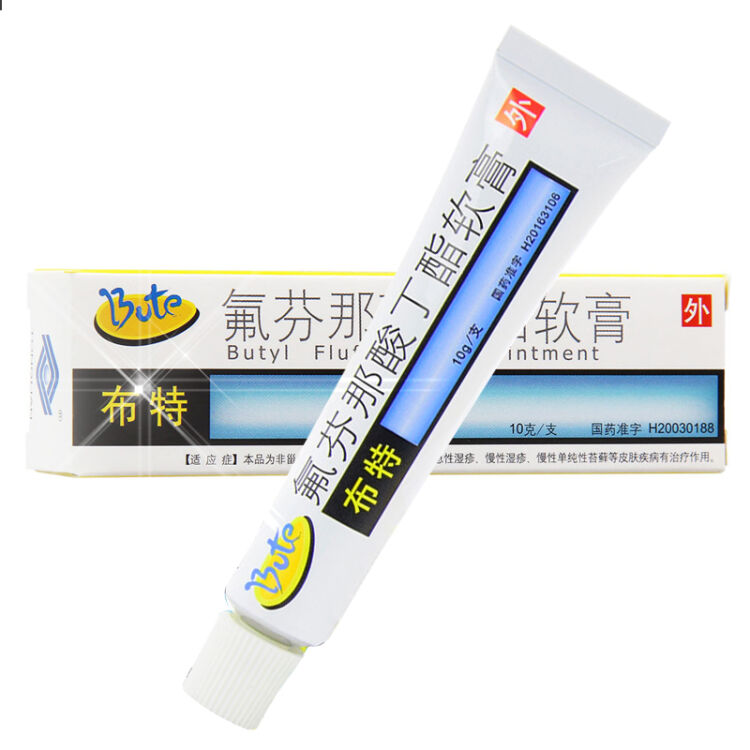 Bute
氟芬那 软膏
外
Butyl
布特
10克/支 国药准字 H20030188
【适应症】本品为非 性湿疹、慢性湿疹、慢性单纯性苔藓等皮肤疾病有治疗作用。
Bute
氟芬那酸丁酯软膏
外
布特
10g/支 国药准字 H20163106